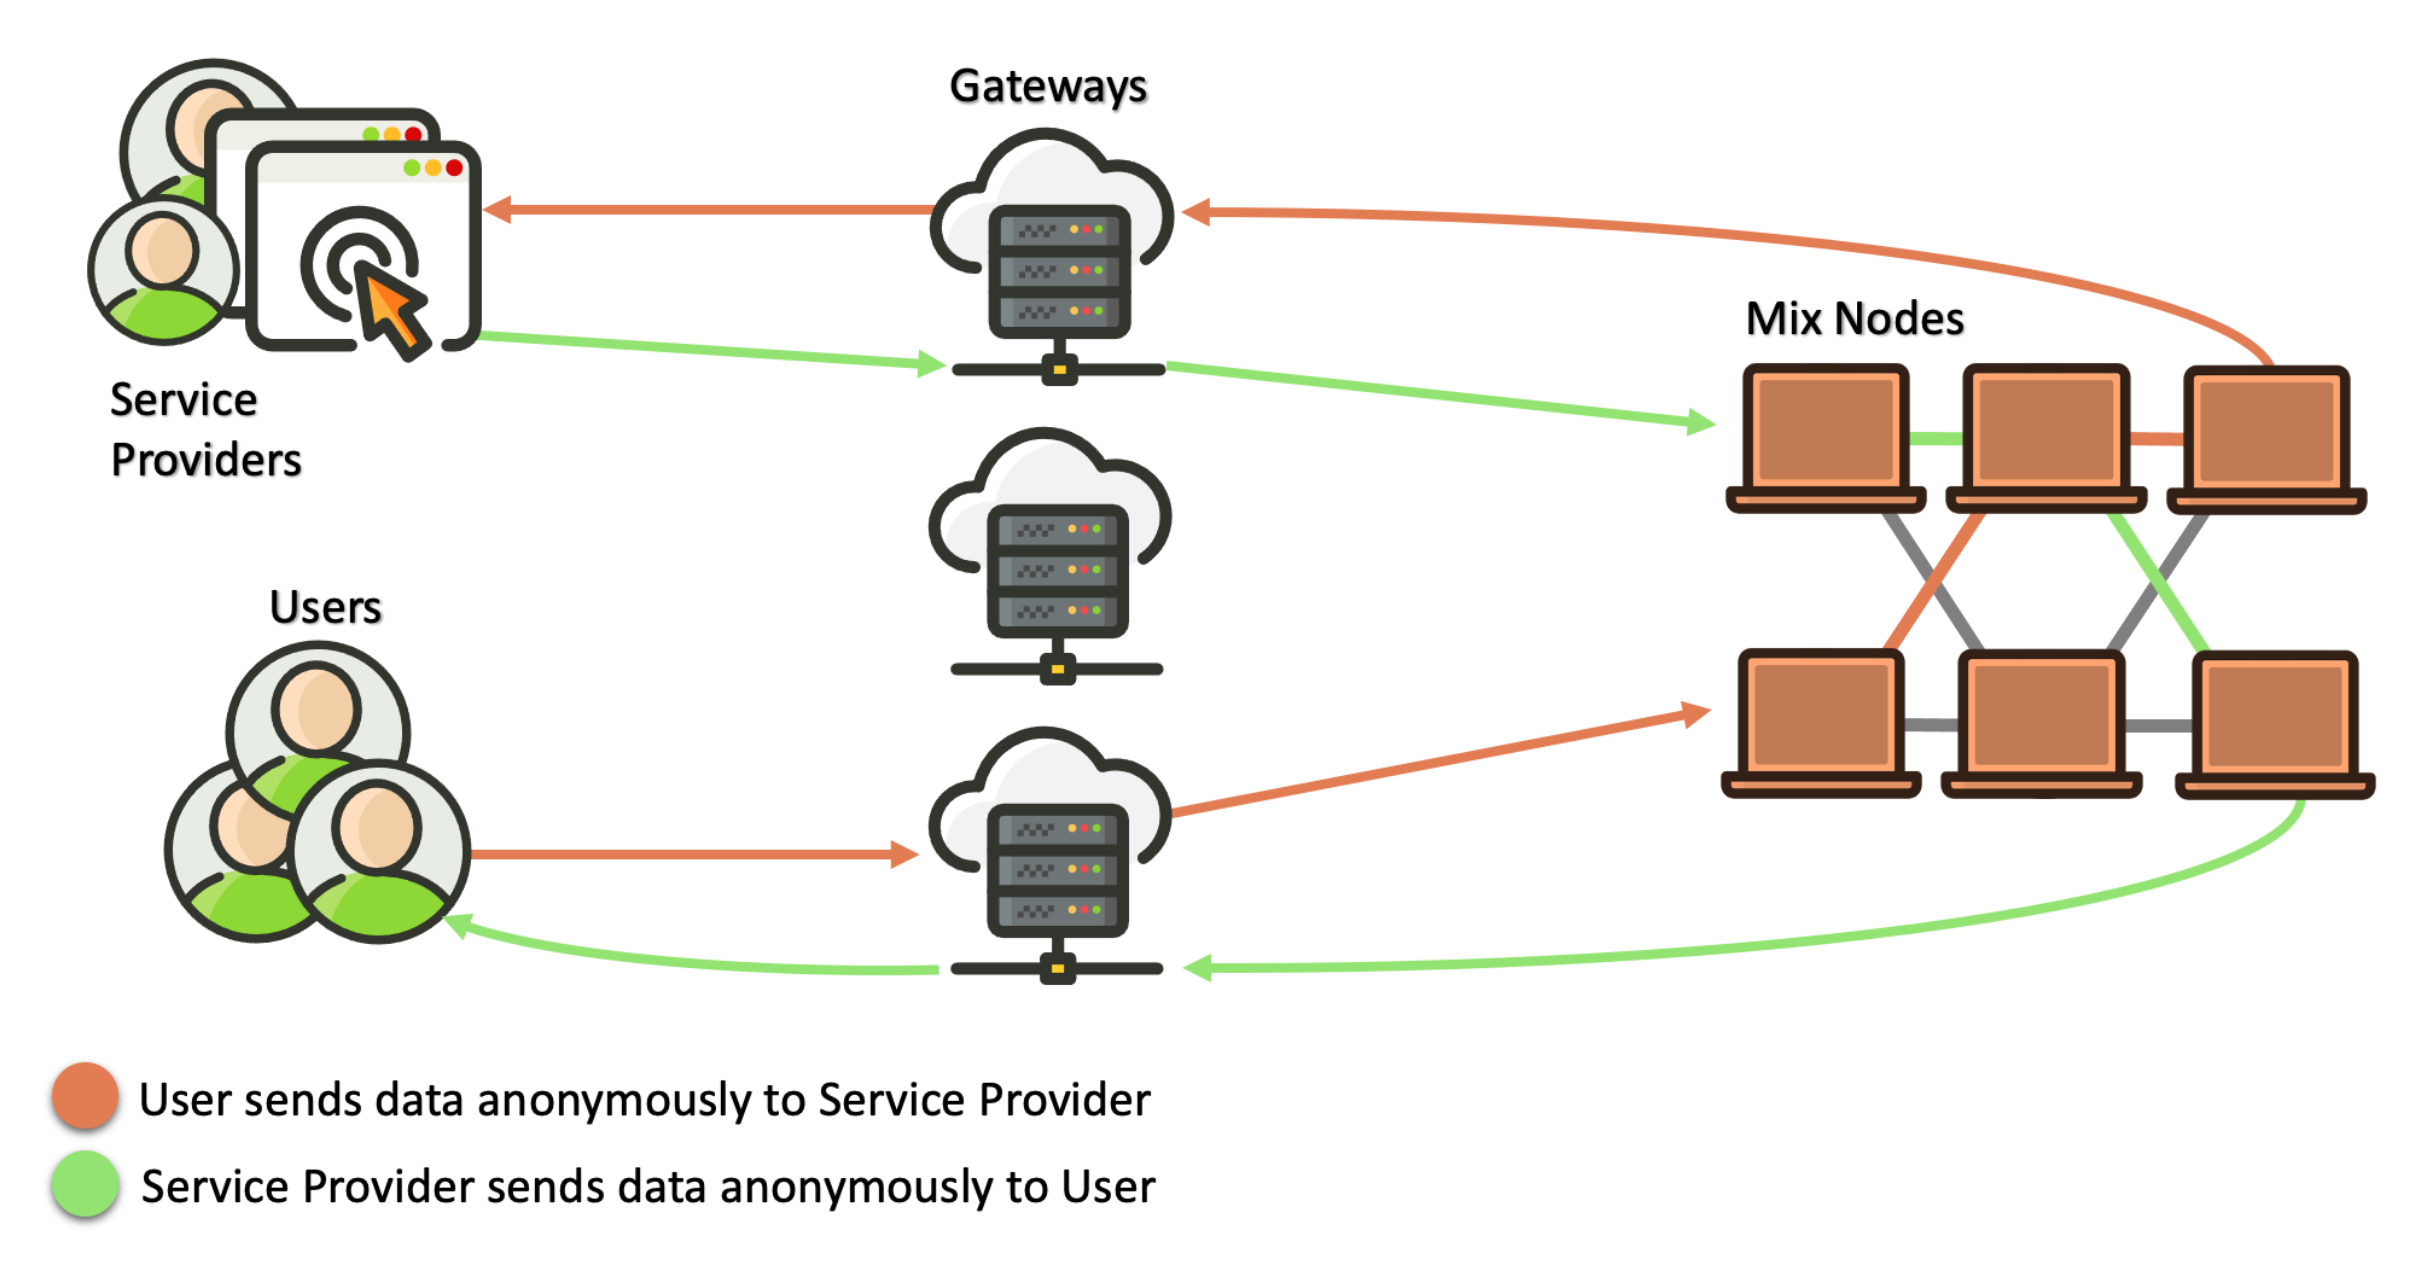 Gateways
Mix Nodes
Service
Providers
Users
User sends data anonymously to Service Provider
Service Provider sends data anonymously to User